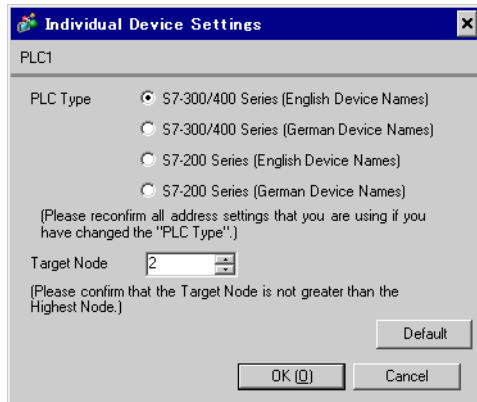 Individual Device Settings
PLC1
PLC Type
S7-300/400 Series (English Device Names)
S7-300/400 Series (German Device Names)
S7-200 Series (English Device Names)
S7-200 Series (German Device Names)
(Please reconfirm all address settings that you are using if you
have changed the "PLC Type".)
Target Node 2
(Please confirm that the Target Node is not greater than the
Highest Node.)
Default
OK (O) Cancel